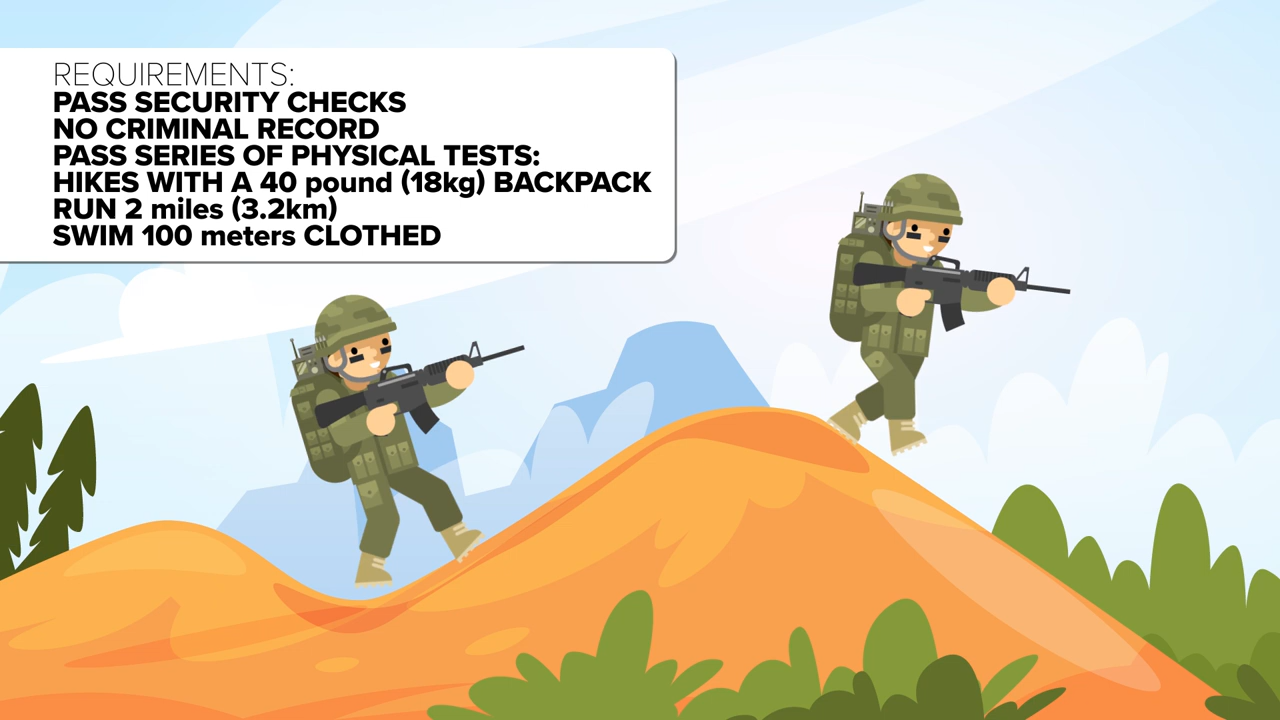 REQUIREMENTS:
PASS SECURITY CHECKS
NO CRIMINAL RECORD
PASS SERIES OF PHYSICAL TESTS:
HIKES WITH A 40 pound (18kg) BACKPACK
RUN 2 miles (3.2km)
SWIM 100 meters CLOTHED